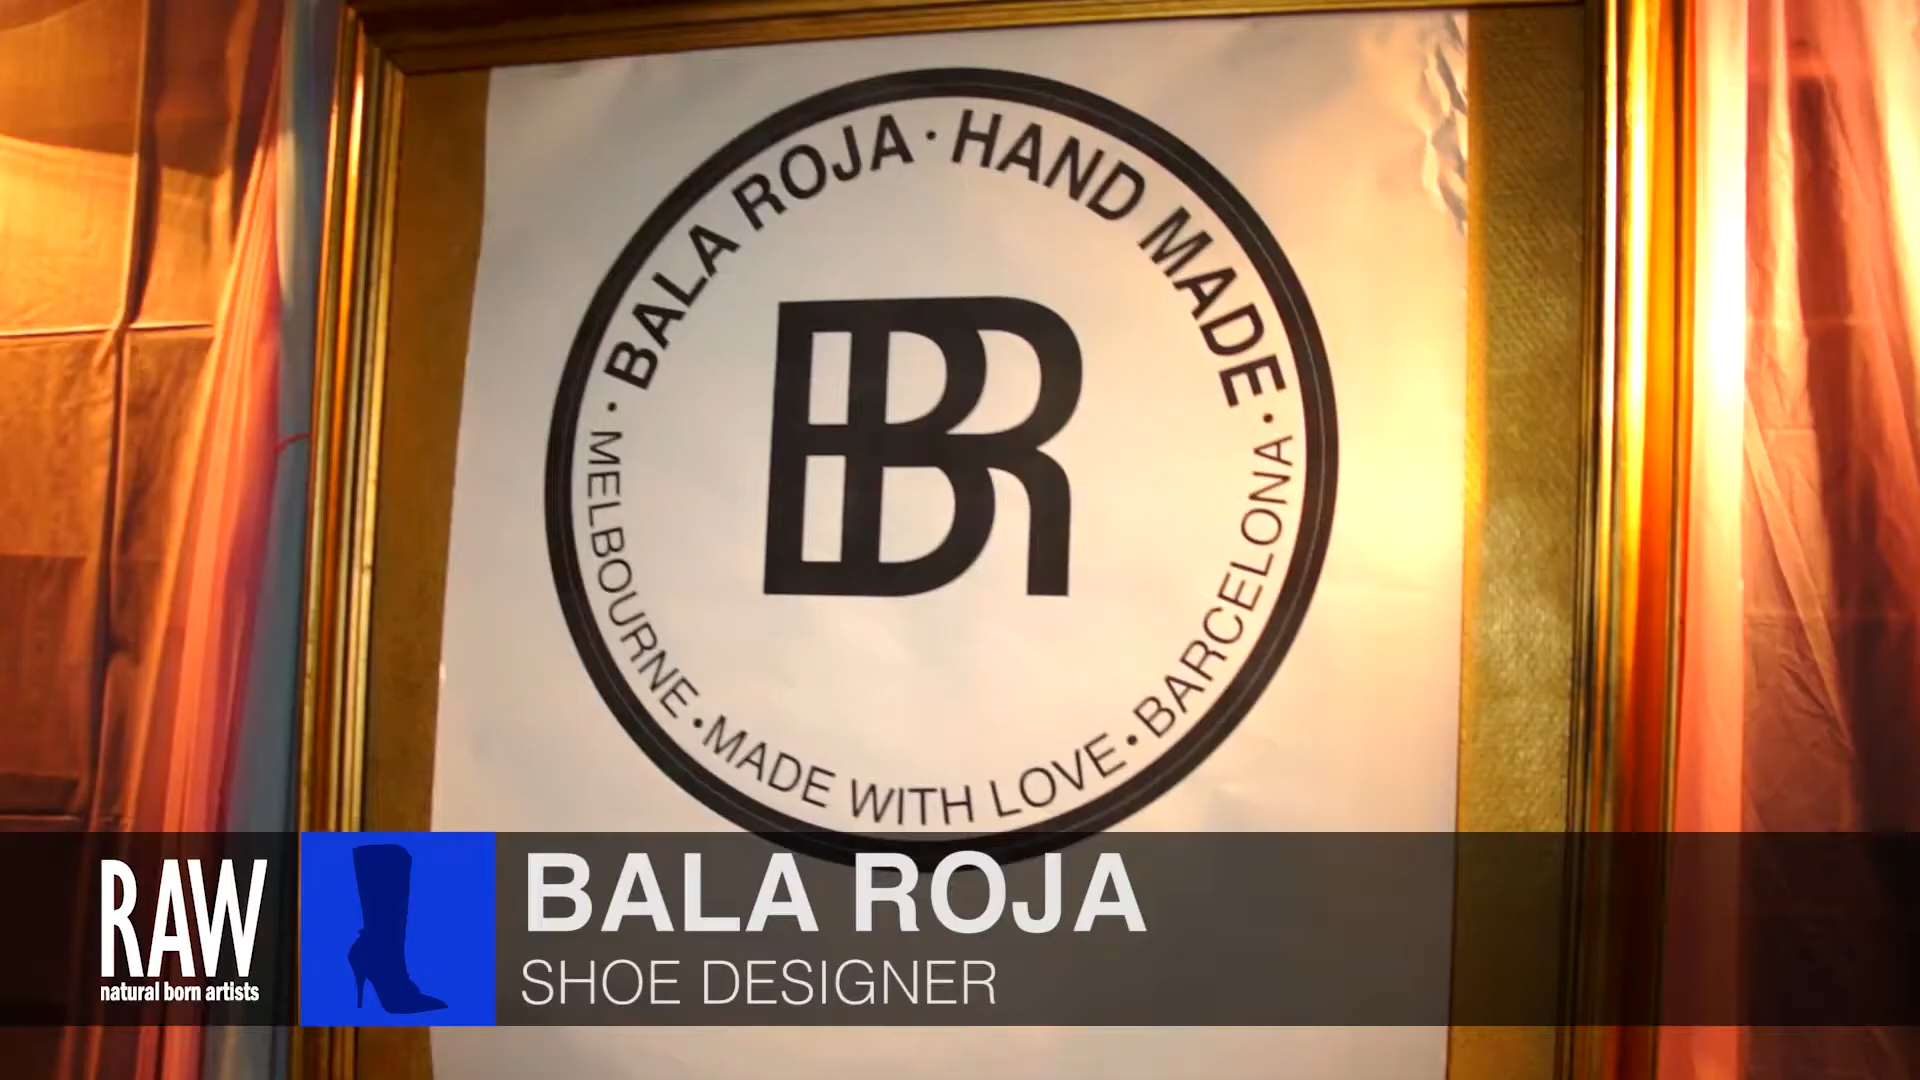 BALA ROJA · HAND MADE ·
BR
· MELBOURNE · MADE WITH LOVE · BARCELONA
RAW
natural born artists
BALA ROJA
SHOE DESIGNER